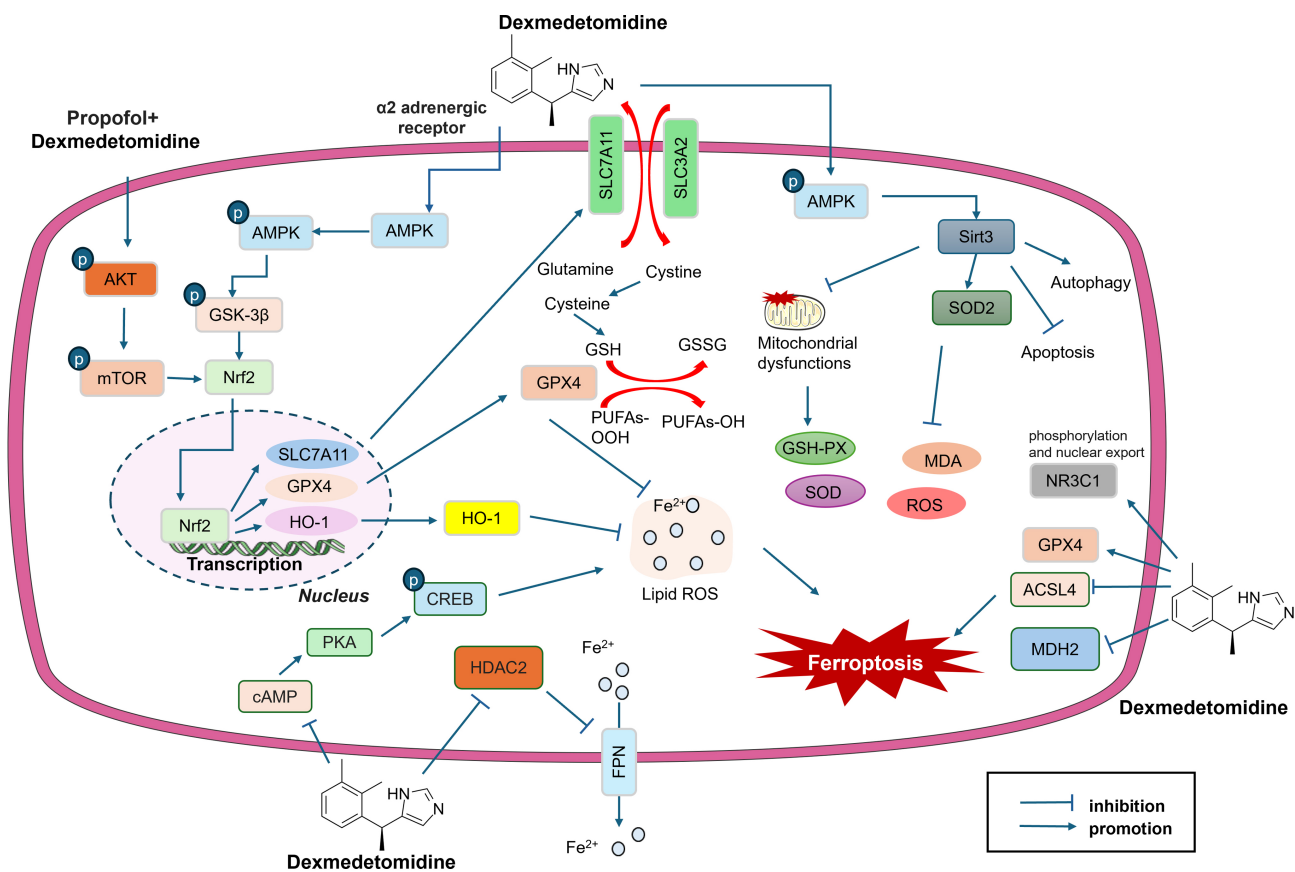 Dexmedetomidine
HN
N
α2 adrenergic
receptor
Propofol+
Dexmedetomidine
SLC7A11
SLC3A2
p
AMPK
p
AMPK
AMPK
Sirt3
p
AKT
Glutamine
Cystine
Autophagy
p
GSK-3β
Cysteine
SOD2
Mitochondrial
dysfunctions
Apoptosis
GSH
GSSG
p
mTOR
Nrf2
GPX4
PUFAs-
OOH
PUFAs-OH
SLC7A11
GPX4
HO-1
Nrf2
Transcription
Nucleus
HO-1
GSH-PX
SOD
MDA
ROS
phosphorylation
and nuclear export
NR3C1
Fe2+
Lipid ROS
GPX4
ACSL4
MDH2
HN
N
Dexmedetomidine
p
CREB
PKA
cAMP
HDAC2
Fe2+
Ferroptosis
FPN
Fe2+
HN
N
Dexmedetomidine
inhibition
promotion